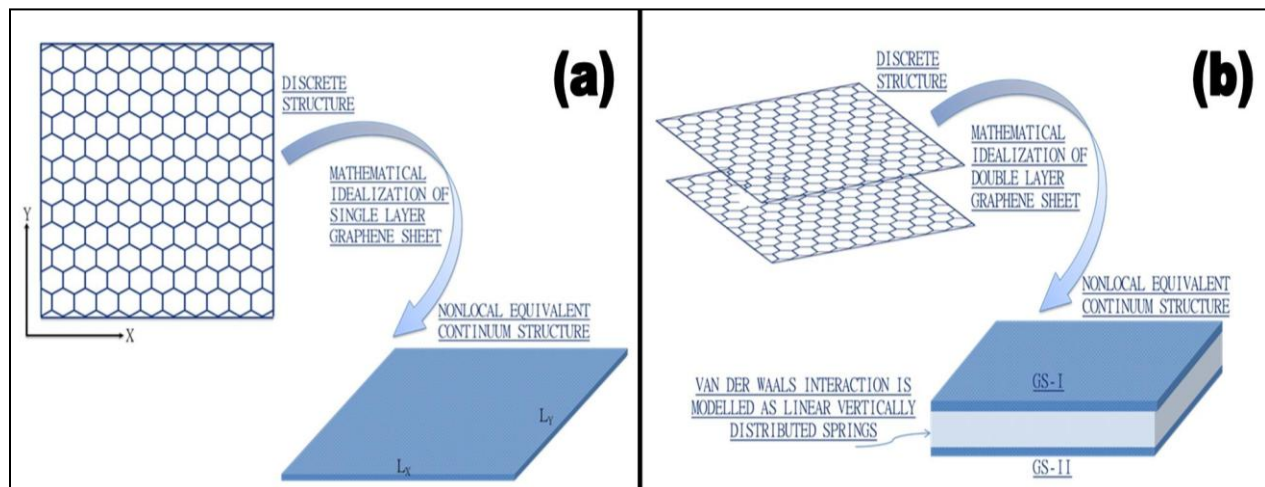 (a)
DISCRETE
STRUCTURE
MATHEMATICAL
IDEALIZATION OF
SINGLE LAYER
GRAPHENE SHEET
Y
X
NONLOCAL EQUIVALENT
CONTINUUM STRUCTURE
L_Y
L_X
(b)
DISCRETE
STRUCTURE
MATHEMATICAL
IDEALIZATION OF
DOUBLE LAYER
GRAPHENE SHEET
NONLOCAL EQUIVALENT
CONTINUUM STRUCTURE
GS-I
VAN DER WAALS INTERACTION IS
MODELLED AS LINEAR VERTICALLY
DISTRIBUTED SPRINGS
GS-II